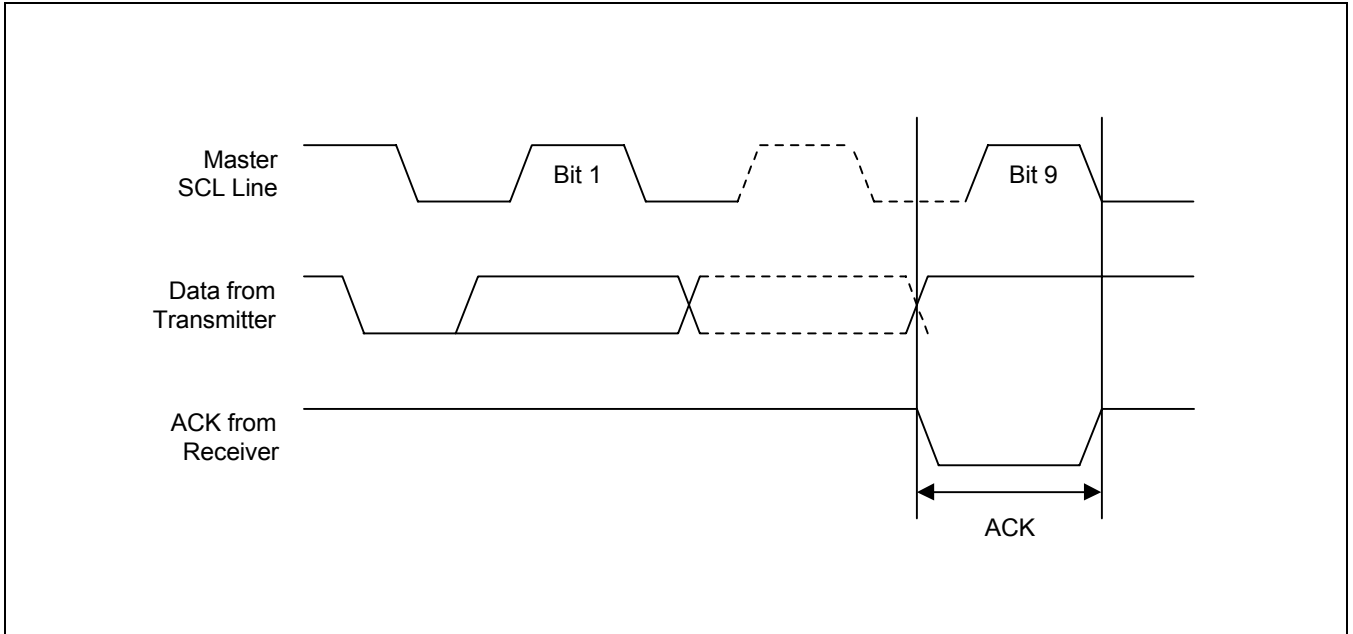 Master
SCL Line
Bit 1
Bit 9
Data from
Transmitter
ACK from
Receiver
ACK